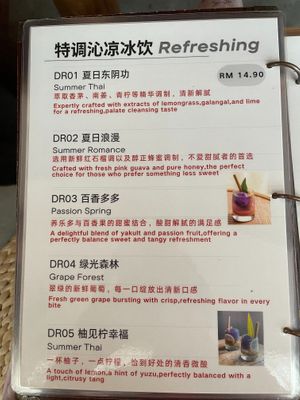 特调沁凉冰饮 Refreshing
DR01 夏日东阴功
RM 14.90
Summer Thai
萃取香茅、南姜、青柠等精华调制，清新解腻
Expertly crafted with extracts of lemongrass,galangal,and lime
for a refreshing,palate cleansing taste
DR02 夏日浪漫
Summer Romance
选用新鲜红石榴调以及醇正蜂蜜调制，不爱甜腻者的首选
Crafted with fresh pink guava and pure honey,the perfect
choice for those who prefer something less sweet
DR03 百香多多
Passion Spring
养乐多与百香果的甜蜜结合，酸甜解腻的满足感
A delightful blend of yakult and passion fruit,offering a
perfectly balance sweet and tangy refreshment
DR04 绿光森林
Grape Forest
翠绿的新鲜葡萄，每一口绽放出清新口感
Fresh green grape bursting with crisp,refreshing flavor in every
bite
DR05 柚见柠幸福
Summer Thai
一杯柚子，一点柠檬，恰到好处的清香微酸
A touch of lemon,a hint of yuzu,perfectly balanced with a
light,citrusy tang